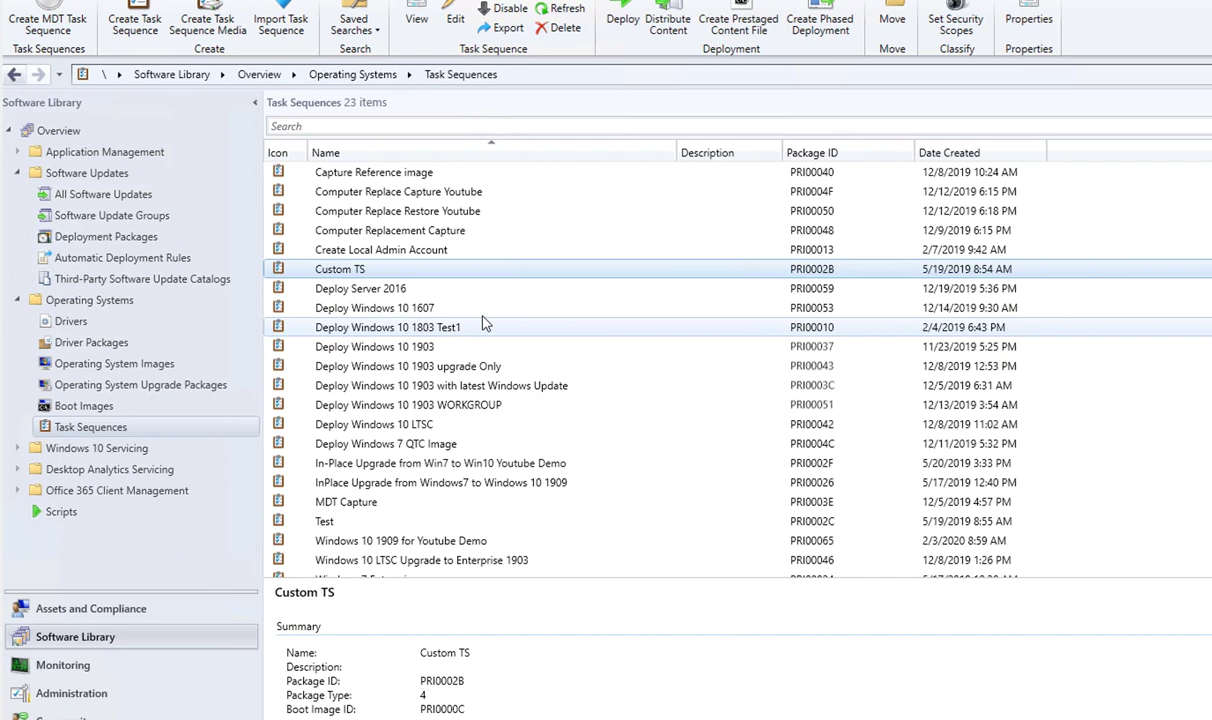 Create MDT Task Sequence
Create Task Sequence
Create Task Sequence Media
Import Task Sequence
Saved Searches
View
Edit
Disable
Export
Refresh
Delete
Deploy
Distribute Content
Create Prestaged Content File
Create Phased Deployment
Move
Set Security Scopes
Properties
Task Sequences
Create
Search
Task Sequence
Deployment
Move
Classify
Properties
\ Software Library Overview Operating Systems Task Sequences
Software Library
Overview
Application Management
Software Updates
All Software Updates
Software Update Groups
Deployment Packages
Automatic Deployment Rules
Third-Party Software Update Catalogs
Operating Systems
Drivers
Driver Packages
Operating System Images
Operating System Upgrade Packages
Boot Images
Task Sequences
Windows 10 Servicing
Desktop Analytics Servicing
Office 365 Client Management
Scripts
Assets and Compliance
Software Library
Monitoring
Administration
Task Sequences 23 items
Search
Icon Name Description Package ID Date Created
Capture Reference image PRI00040 12/8/2019 10:24 AM
Computer Replace Capture Youtube PRI0004F 12/12/2019 6:15 PM
Computer Replace Restore Youtube PRI00050 12/12/2019 6:18 PM
Computer Replacement Capture PRI00048 12/9/2019 6:15 PM
Create Local Admin Account PRI00013 2/7/2019 9:42 AM
Custom TS PRI0002B 5/19/2019 8:54 AM
Deploy Server 2016 PRI00059 12/19/2019 5:36 PM
Deploy Windows 10 1607 PRI00053 12/14/2019 9:30 AM
Deploy Windows 10 1803 Test1 PRI00010 2/4/2019 6:43 PM
Deploy Windows 10 1903 PRI00037 11/23/2019 5:25 PM
Deploy Windows 10 1903 upgrade Only PRI00043 12/8/2019 12:53 PM
Deploy Windows 10 1903 with latest Windows Update PRI0003C 12/5/2019 6:31 AM
Deploy Windows 10 1903 WORKGROUP PRI00051 12/13/2019 3:54 AM
Deploy Windows 10 LTSC PRI00042 12/8/2019 11:02 AM
Deploy Windows 7 QTC Image PRI0004C 12/11/2019 5:32 PM
In-Place Upgrade from Win7 to Win10 Youtube Demo PRI0002F 5/20/2019 3:33 PM
InPlace Upgrade from Windows7 to Windows 10 1909 PRI00026 5/17/2019 12:40 PM
MDT Capture PRI0003E 12/5/2019 4:57 PM
Test PRI0002C 5/19/2019 8:55 AM
Windows 10 1909 for Youtube Demo PRI00065 2/3/2020 8:59 AM
Windows 10 LTSC Upgrade to Enterprise 1903 PRI00046 12/8/2019 1:26 PM
Custom TS
Summary
Name: Custom TS
Description:
Package ID: PRI0002B
Package Type: 4
Boot Image ID: PRI0000C